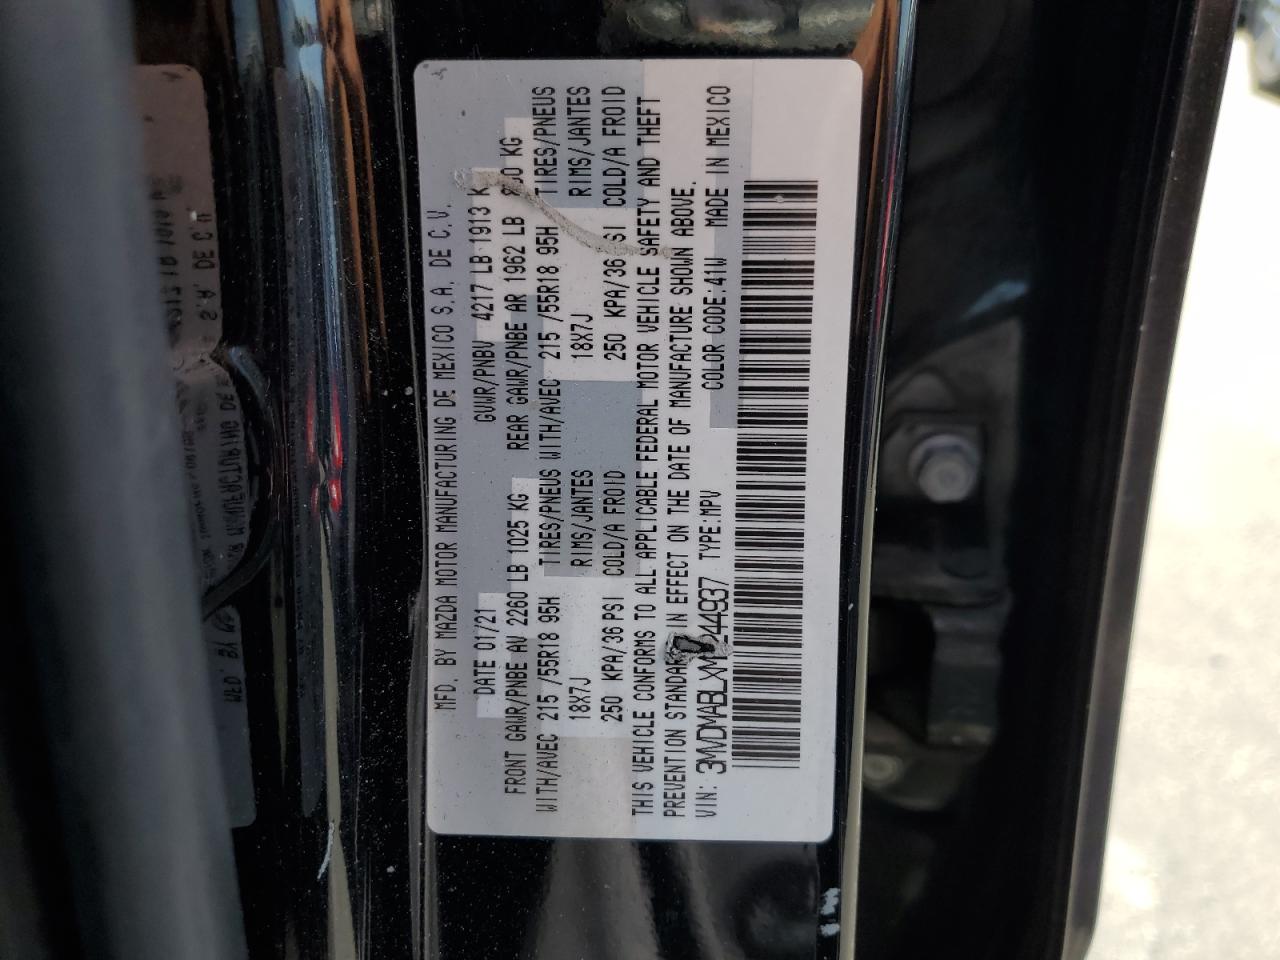 MFD. BY MAZDA MOTOR MANUFACTURING DE MEXICO S.A. DE C.V.
DATE 01/21 GVWR/PNBV 4217 LB 1913
FRONT GAWR/PNBE AV 2260 LB 1025 KG REAR GAWR/PNBE AR 1962 LB KG
WITH/AVEC 215 /55R18 95H TIRES/PNEUS WITH/AVEC 215 /55R18 95H TIRES/PNEUS
18X7J RIMS/JANTES 18X7J RIMS/JANTES
250 KPA/36 PSI COLD/A FROID 250 KPA/36 COLD/A FROID
THIS VEHICLE CONFORMS TO ALL APPLICABLE FEDERAL MOTOR VEHICLE SAFETY AND THEFT
PREVENTION IN EFFECT ON THE DATE OF MANUFACTURE SHOWN ABOVE.
VIN: TYPE:MPV COLOR CODE:41W MADE IN MEXICO